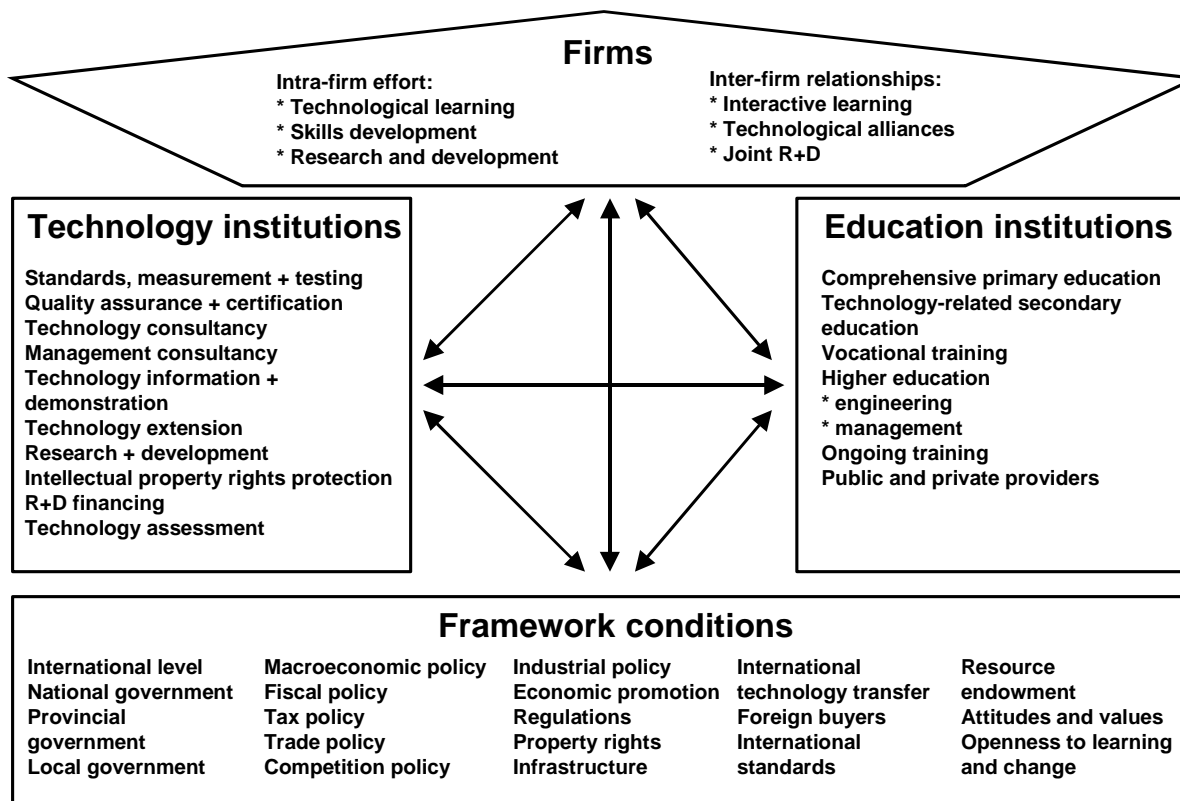 Firms
Intra-firm effort:
* Technological learning
* Skills development
* Research and development
Inter-firm relationships:
* Interactive learning
* Technological alliances
* Joint R+D
Technology institutions
Standards, measurement + testing
Quality assurance + certification
Technology consultancy
Management consultancy
Technology information +
demonstration
Technology extension
Research + development
Intellectual property rights protection
R+D financing
Technology assessment
Education institutions
Comprehensive primary education
Technology-related secondary
education
Vocational training
Higher education
* engineering
* management
Ongoing training
Public and private providers
Framework conditions
International level
National government
Provincial
government
Local government
Macroeconomic policy
Fiscal policy
Tax policy
Trade policy
Competition policy
Industrial policy
Economic promotion
Regulations
Property rights
Infrastructure
International
technology transfer
Foreign buyers
International
standards
Resource
endowment
Attitudes and values
Openness to learning
and change